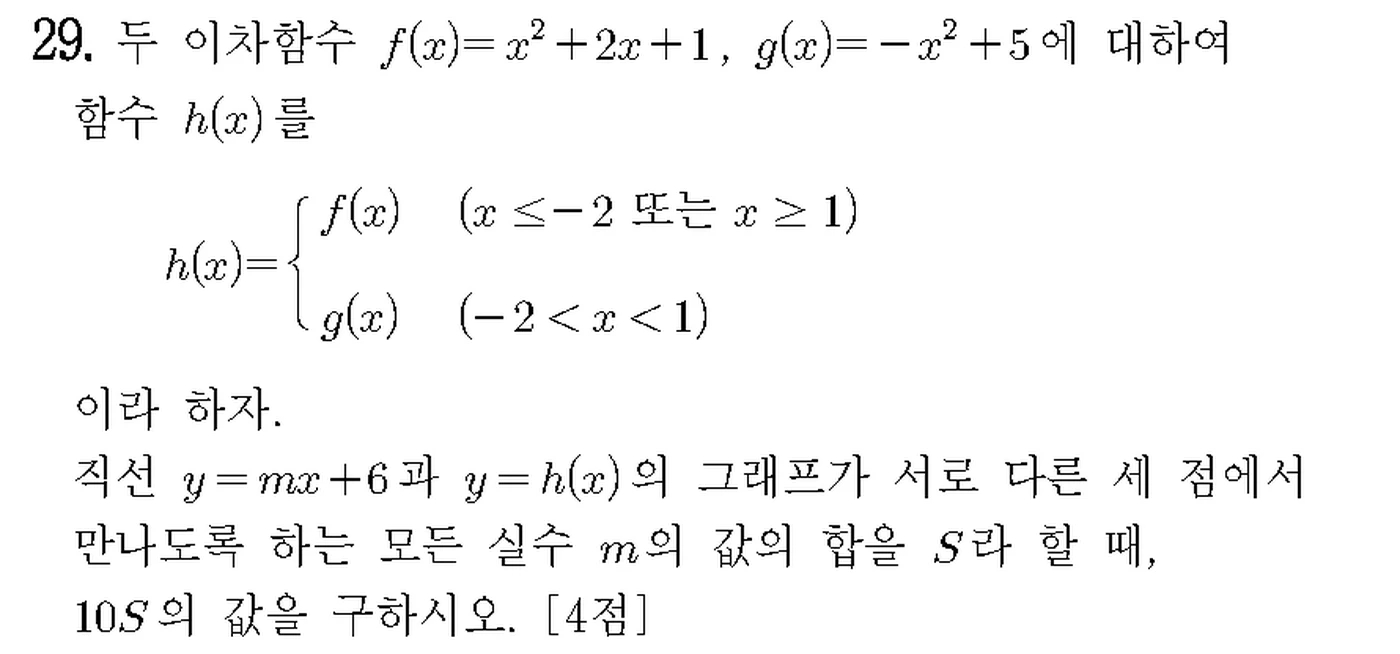 29. 두 이차함수 f(x)=x²+2x+1, g(x)=-x²+5에 대하여
함수 h(x)를
h(x)={ f(x) (x ≤-2 또는 x ≥ 1)
g(x) (-2<x<1)
이라 하자.
직선 y=mx+6과 y=h(x)의 그래프가 서로 다른 세 점에서
만나도록 하는 모든 실수 m의 값의 합을 S라 할 때,
10S의 값을 구하시오. [4점]